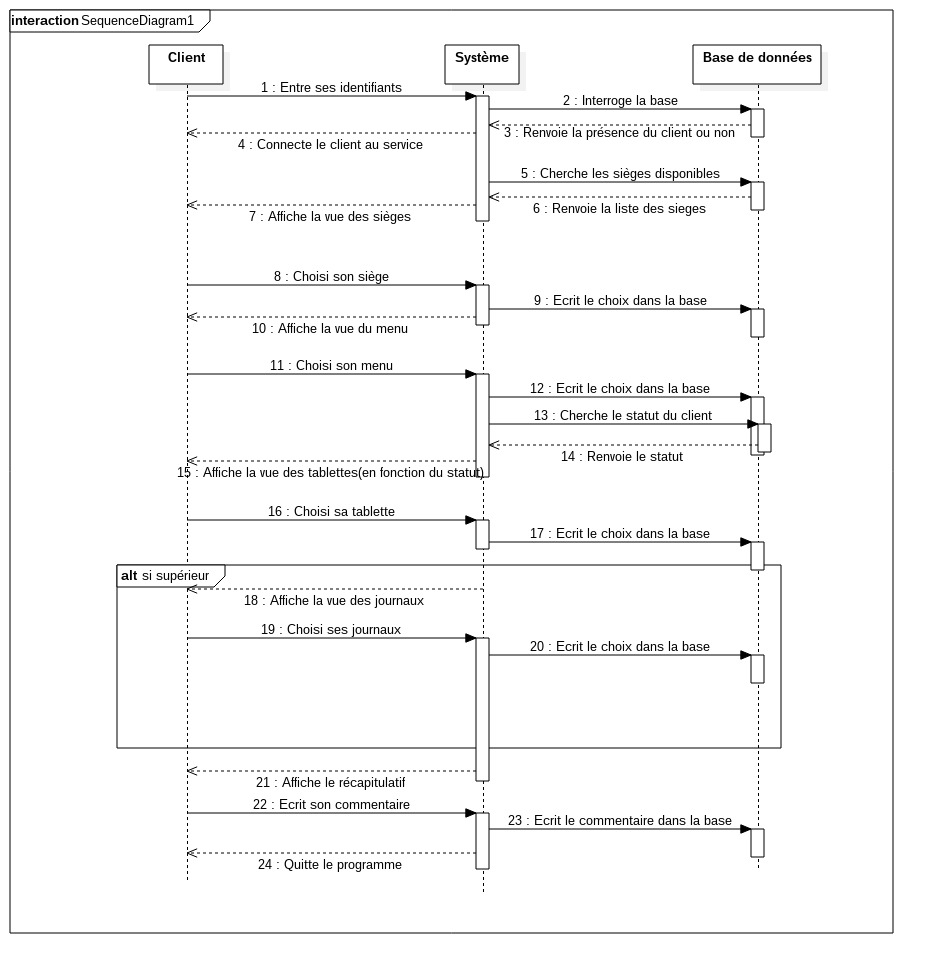 interaction SequenceDiagram1
Client
Système
Base de données
1 : Entre ses identifiants
2 : Interroge la base
3 : Renvoie la présence du client ou non
4 : Connecte le client au service
5 : Cherche les sièges disponibles
6 : Renvoie la liste des sieges
7 : Affiche la vue des sièges
8 : Choisi son siège
9 : Ecrit le choix dans la base
10 : Affiche la vue du menu
11 : Choisi son menu
12 : Ecrit le choix dans la base
13 : Cherche le statut du client
14 : Renvoie le statut
15 : Affiche la vue des tablettes(en fonction du statut)
16 : Choisi sa tablette
17 : Ecrit le choix dans la base
alt si supérieur
18 : Affiche la vue des journaux
19 : Choisi ses journaux
20 : Ecrit le choix dans la base
21 : Affiche le récapitulatif
22 : Ecrit son commentaire
23 : Ecrit le commentaire dans la base
24 : Quitte le programme